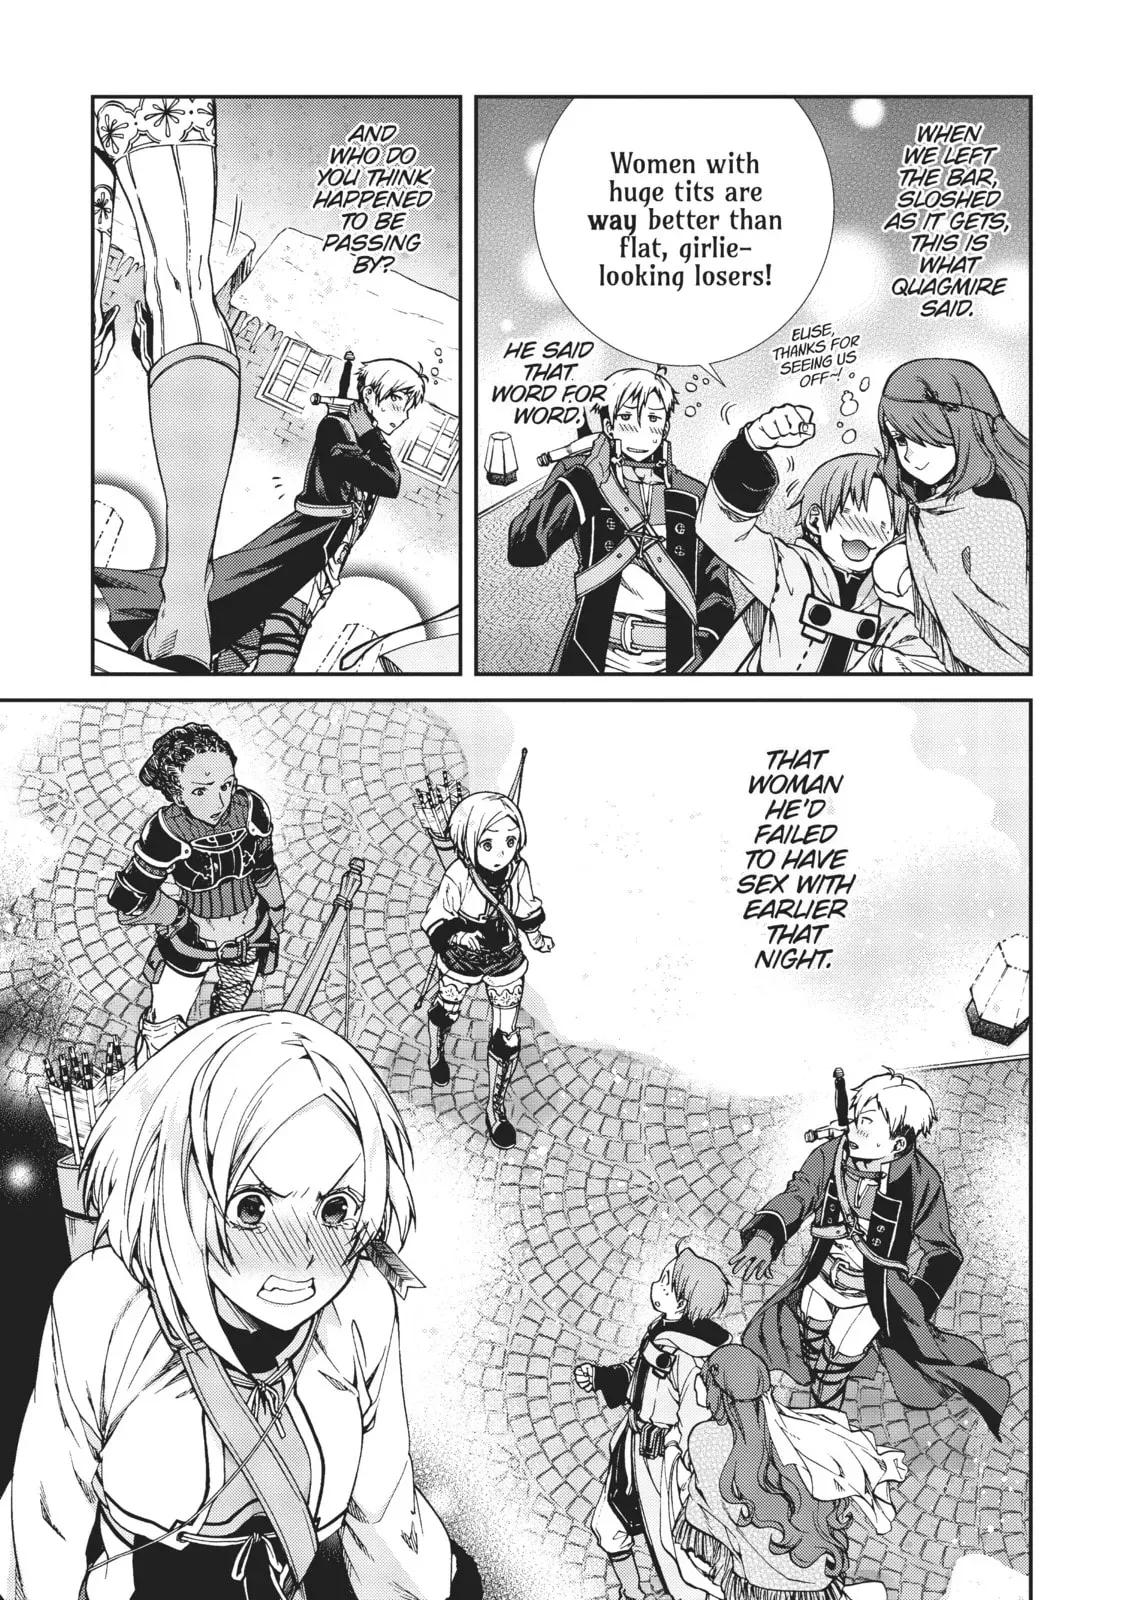 WHEN
WE LEFT
THE BAR,
SLOSHED
AS IT GETS,
THIS IS
WHAT
QUAGMIRE
SAID.
Women with
huge tits are
way better than
flat, girlie-
looking losers!
ELISE,
THANKS FOR
SEEING US
OFF~!
HE SAID
THAT
WORD FOR
WORD.
AND
WHO DO
YOU THINK
HAPPENED
TO BE
PASSING
BY?
THAT
WOMAN
HE'D
FAILED
TO HAVE
SEX WITH
EARLIER
THAT
NIGHT.